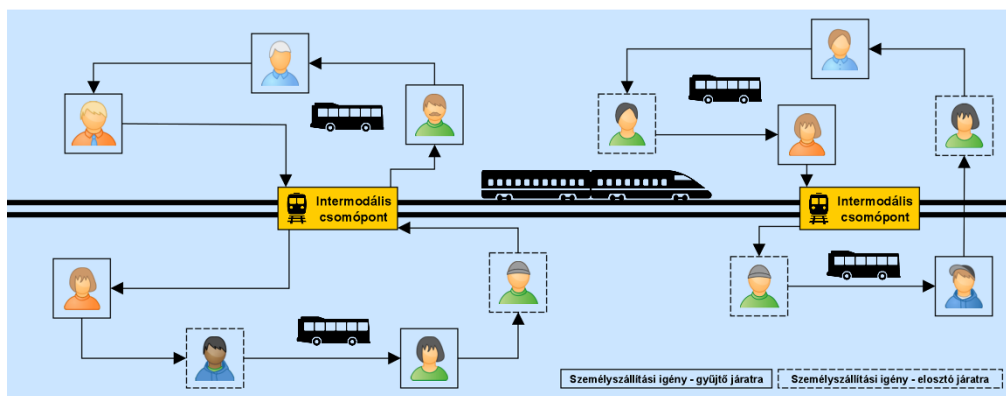 Intermodális
csomópont
Intermodális
csomópont
Személyszállítási igény - gyűjtő járatra
Személyszállítási igény - elosztó járatra